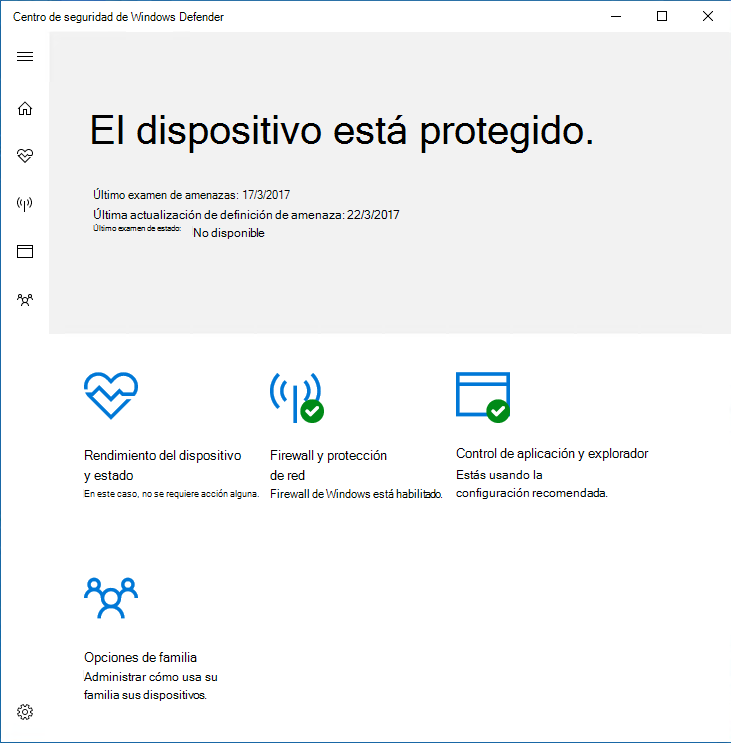 Centro de seguridad de Windows Defender
El dispositivo está protegido.
Último examen de amenazas: 17/3/2017
Última actualización de definición de amenaza: 22/3/2017
Último examen de estado: No disponible
Rendimiento del dispositivo
y estado
En este caso, no se requiere acción alguna.
Firewall y protección
de red
Firewall de Windows está habilitado.
Control de aplicación y explorador
Estás usando la
configuración recomendada.
Opciones de familia
Administrar cómo usa su
familia sus dispositivos.